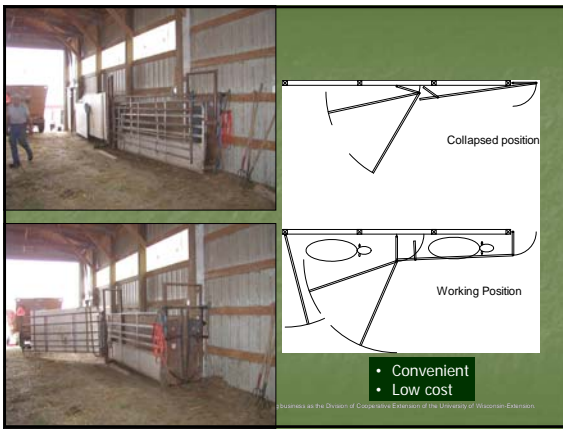 Collapsed position
Working Position
• Convenient
• Low cost
business as the Division of Cooperative Extension of the University of Wisconsin-Extension.